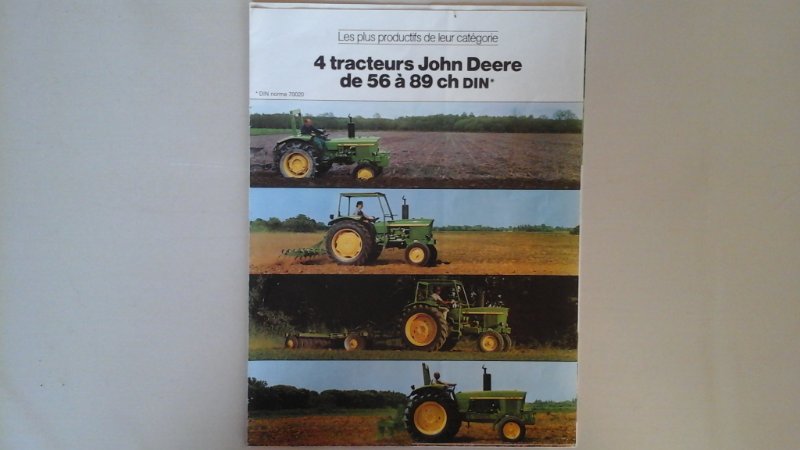 Les plus productifs de leur catégorie
4 tracteurs John Deere
de 56 à 89 ch DIN*
* DIN norme 70020